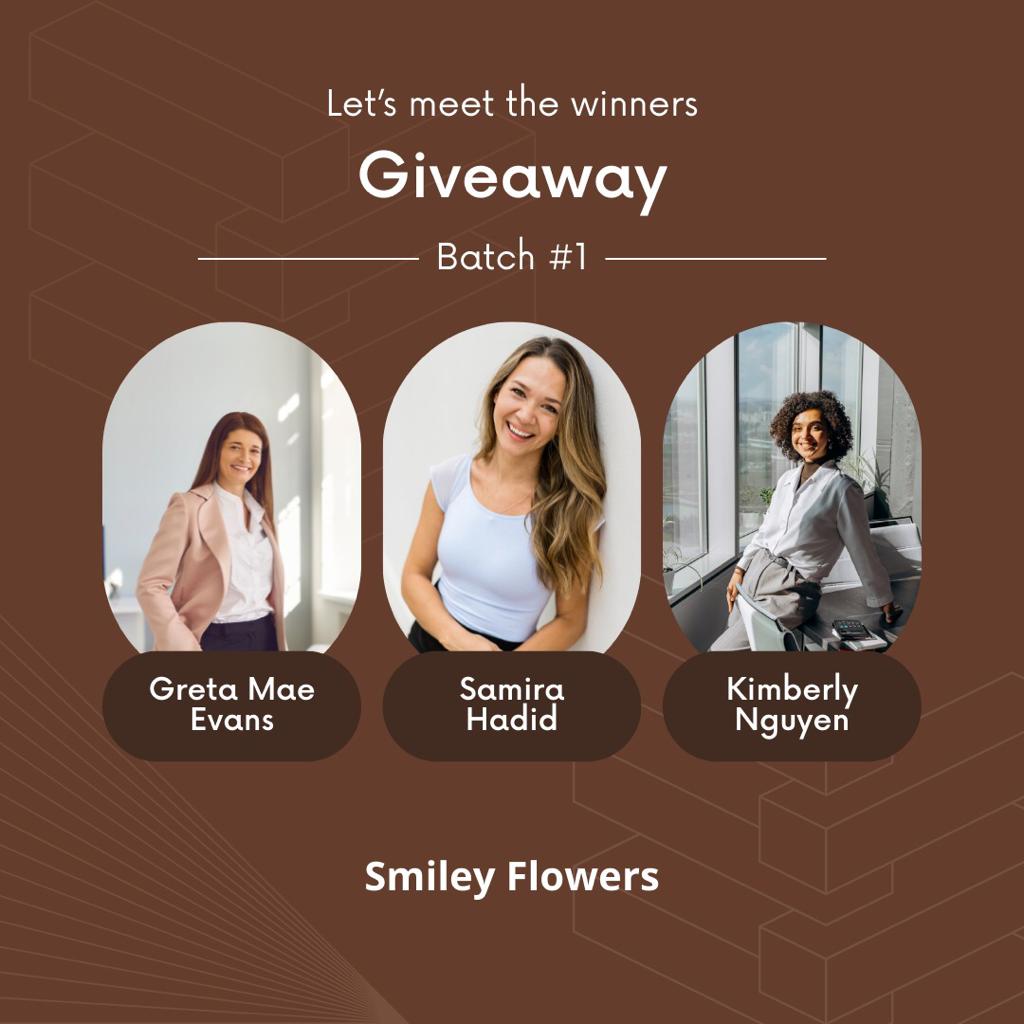 Let's meet the winners
Giveaway
Batch #1
Greta Mae
Evans
Samira
Hadid
Kimberly
Nguyen
Smiley Flowers